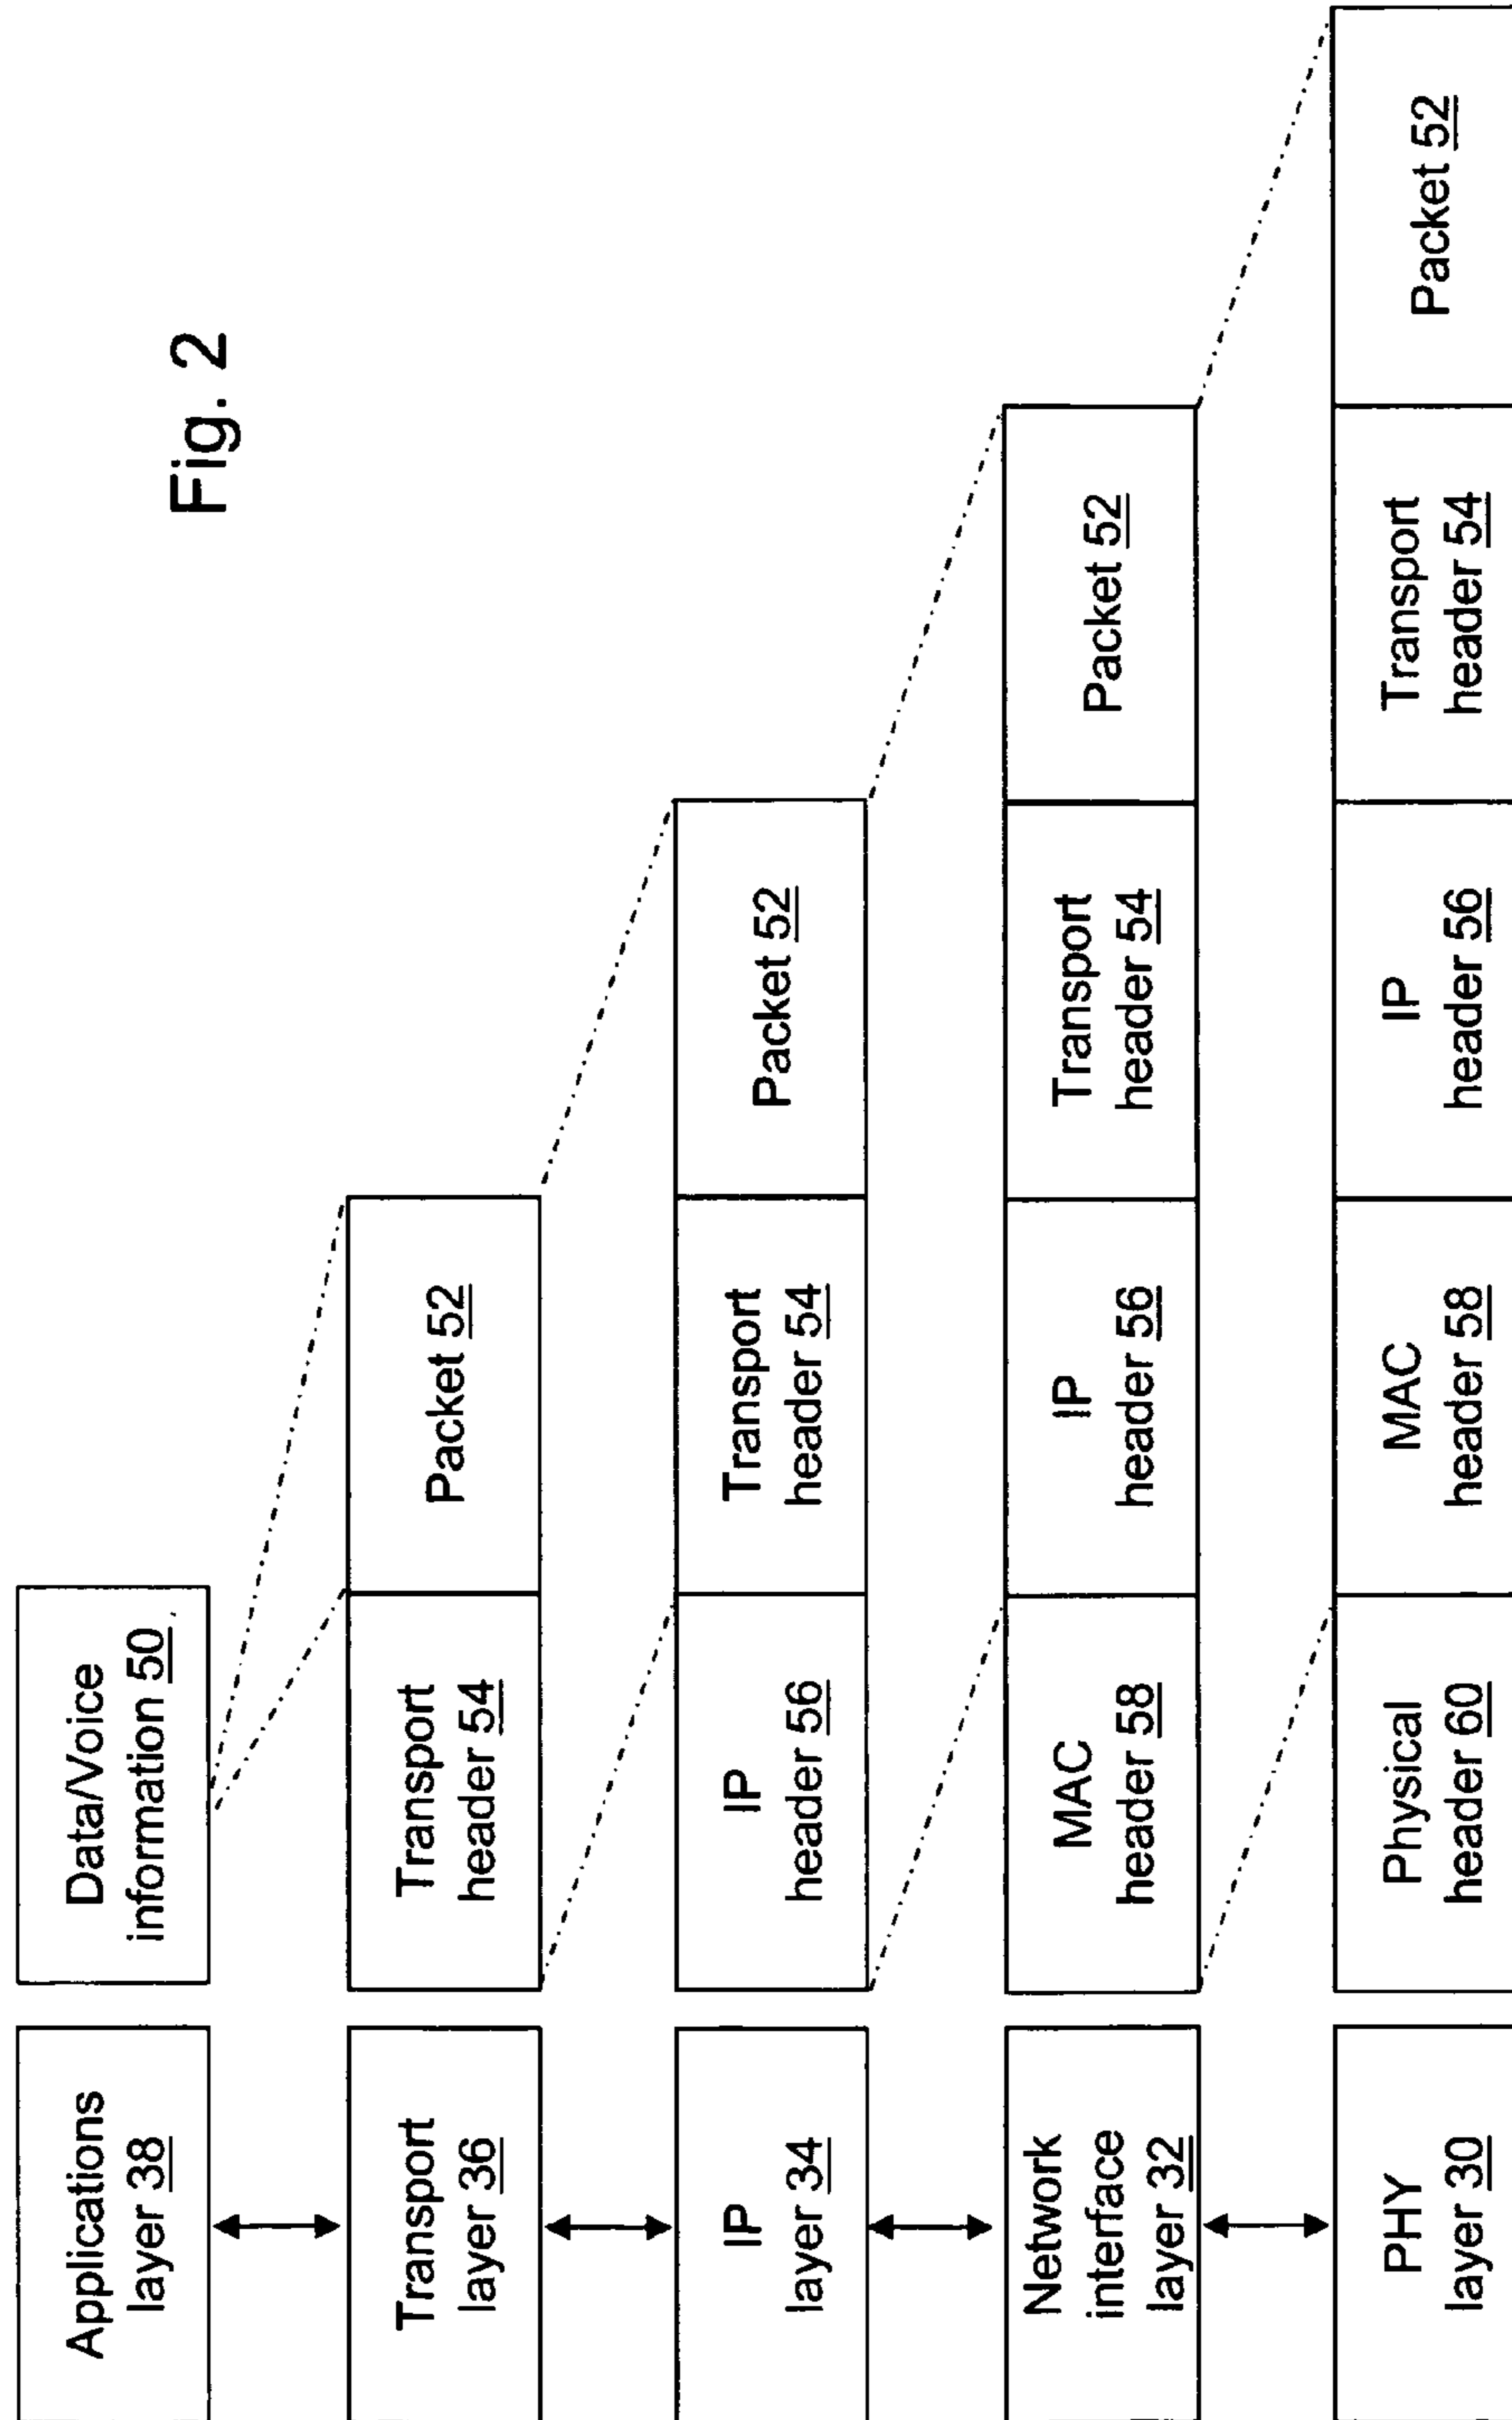 Fig. 2
Applications
layer 38
Data/Voice
information 50
Transport
layer 36
Transport
header 54
Packet 52
IP
layer 34
IP
header 56
Transport
header 54
Packet 52
Network
interface
layer 32
MAC
header 58
IP
header 56
Transport
header 54
Packet 52
PHY
layer 30
Physical
header 60
MAC
header 58
IP
header 56
Transport
header 54
Packet 52